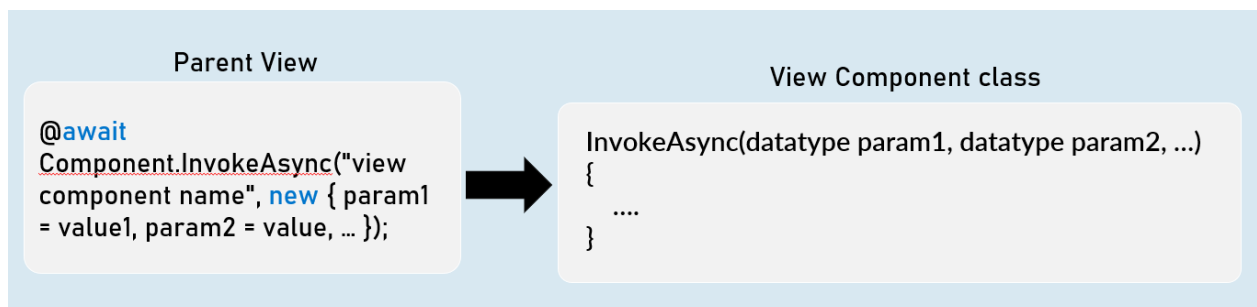 Parent View
@await
Component.InvokeAsync("view
component name", new { param1
= value1, param2 = value, ... });
View Component class
InvokeAsync(datatype param1, datatype param2, ...)
{
....
}